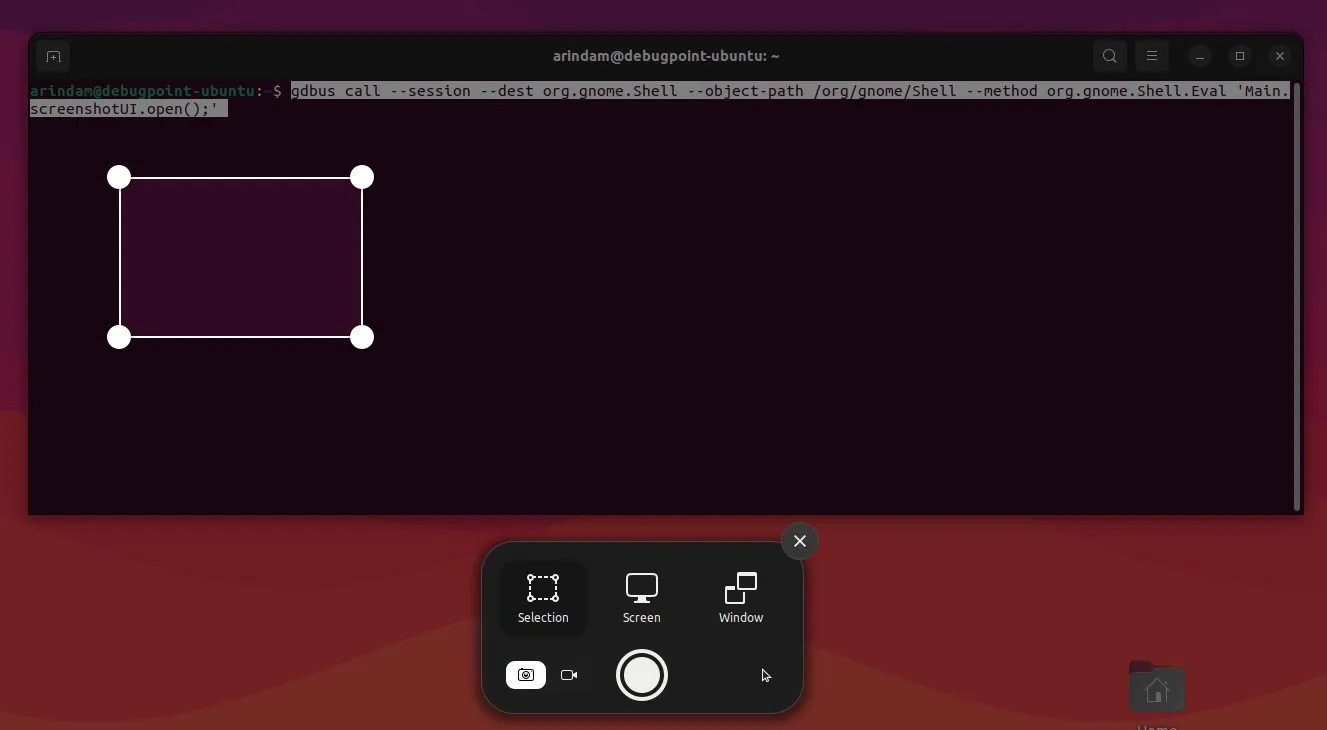 arindam@debugpoint-ubuntu: ~
arindam@debugpoint-ubuntu:~$ gdbus call --session --dest org.gnome.Shell --object-path /org/gnome/Shell --method org.gnome.Shell.Eval 'Main.
screenshotUI.open();'
Selection Screen Window
Home